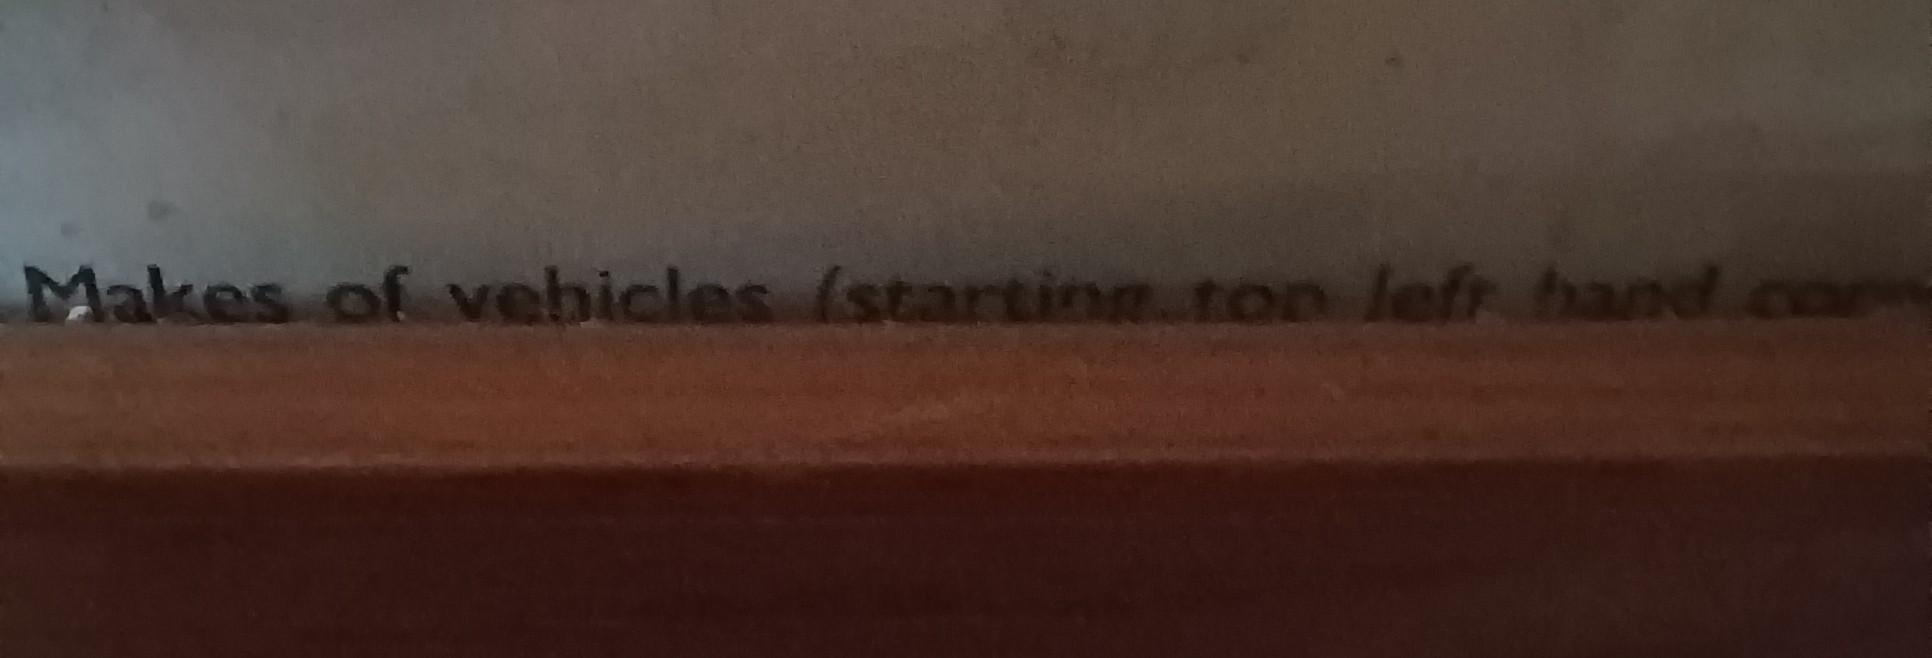 Makes of vehicles (starting top left hand